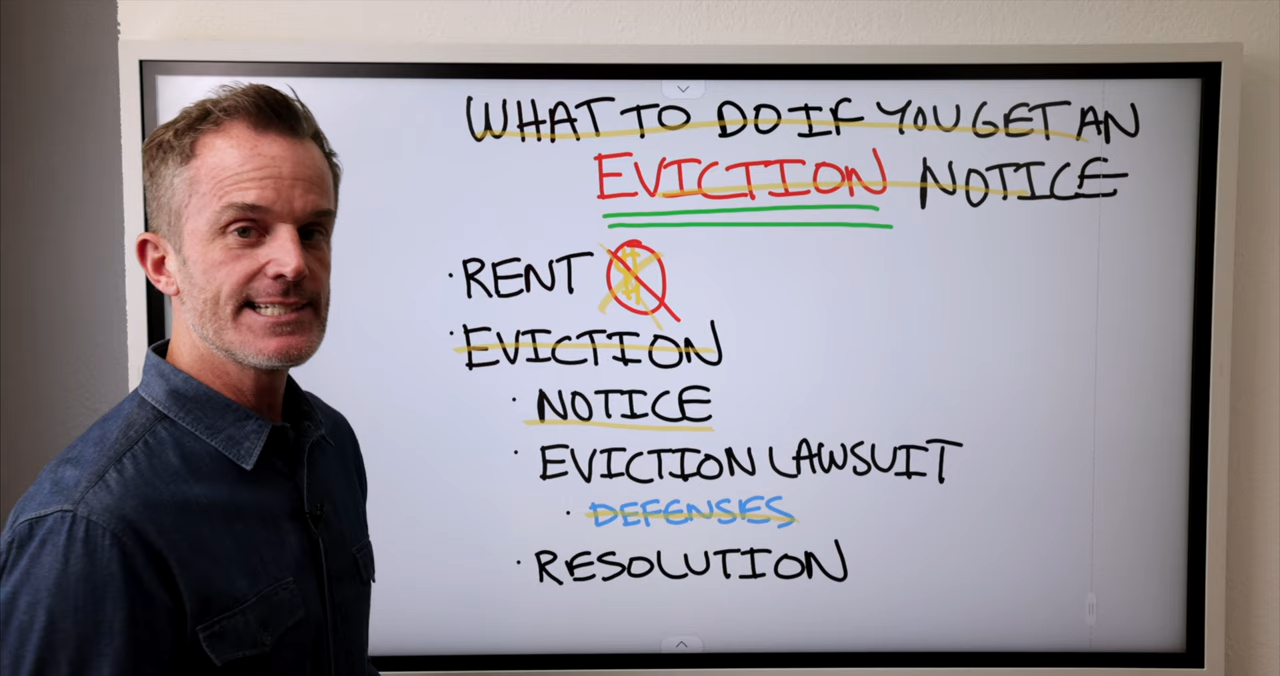 WHAT TO DO IF YOU GET AN
EVICTION NOTICE
· RENT $
· EVICTION
· NOTICE
· EVICTION LAWSUIT
· DEFENSES
· RESOLUTION